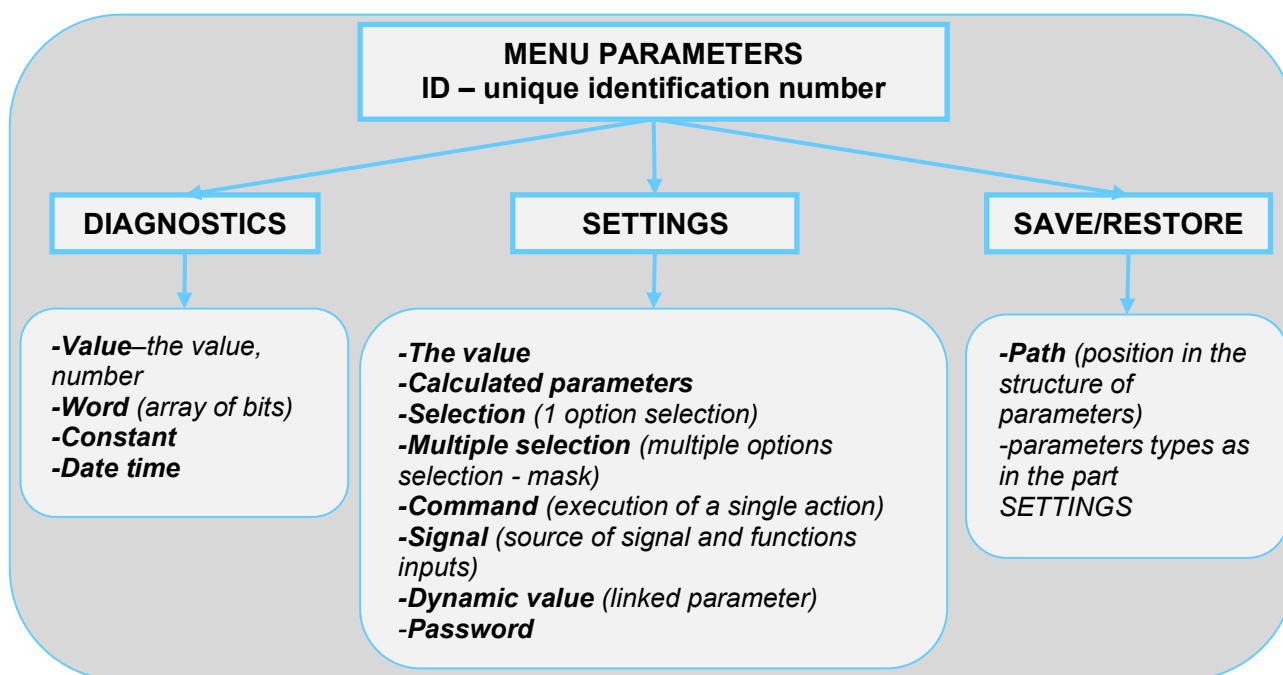 MENU PARAMETERS
ID – unique identification number
DIAGNOSTICS
SETTINGS
SAVE/RESTORE
-Value–the value,
number
-Word (array of bits)
-Constant
-Date time
-The value
-Calculated parameters
-Selection (1 option selection)
-Multiple selection (multiple options
selection - mask)
-Command (execution of a single action)
-Signal (source of signal and functions
inputs)
-Dynamic value (linked parameter)
-Password
-Path (position in the
structure of
parameters)
-parameters types as
in the part
SETTINGS